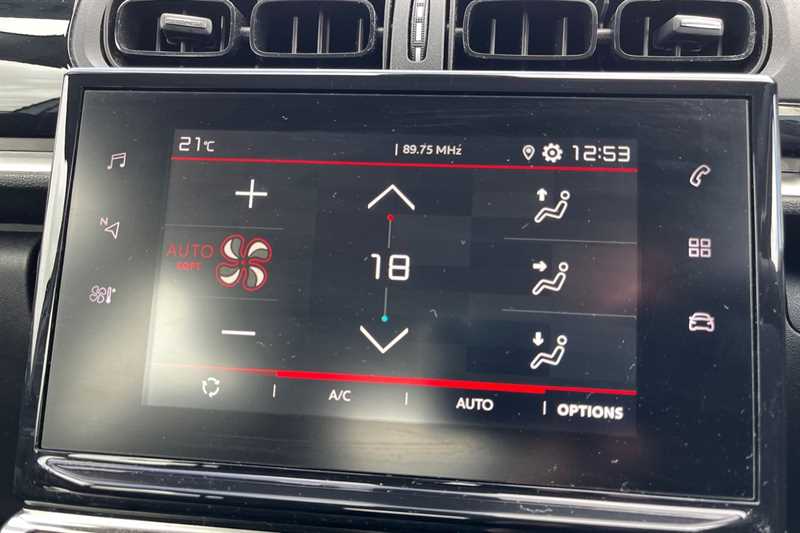 21°C
| 89.75 MHz
12:53
N
AUTO
SOFT
18
A/C
AUTO
OPTIONS